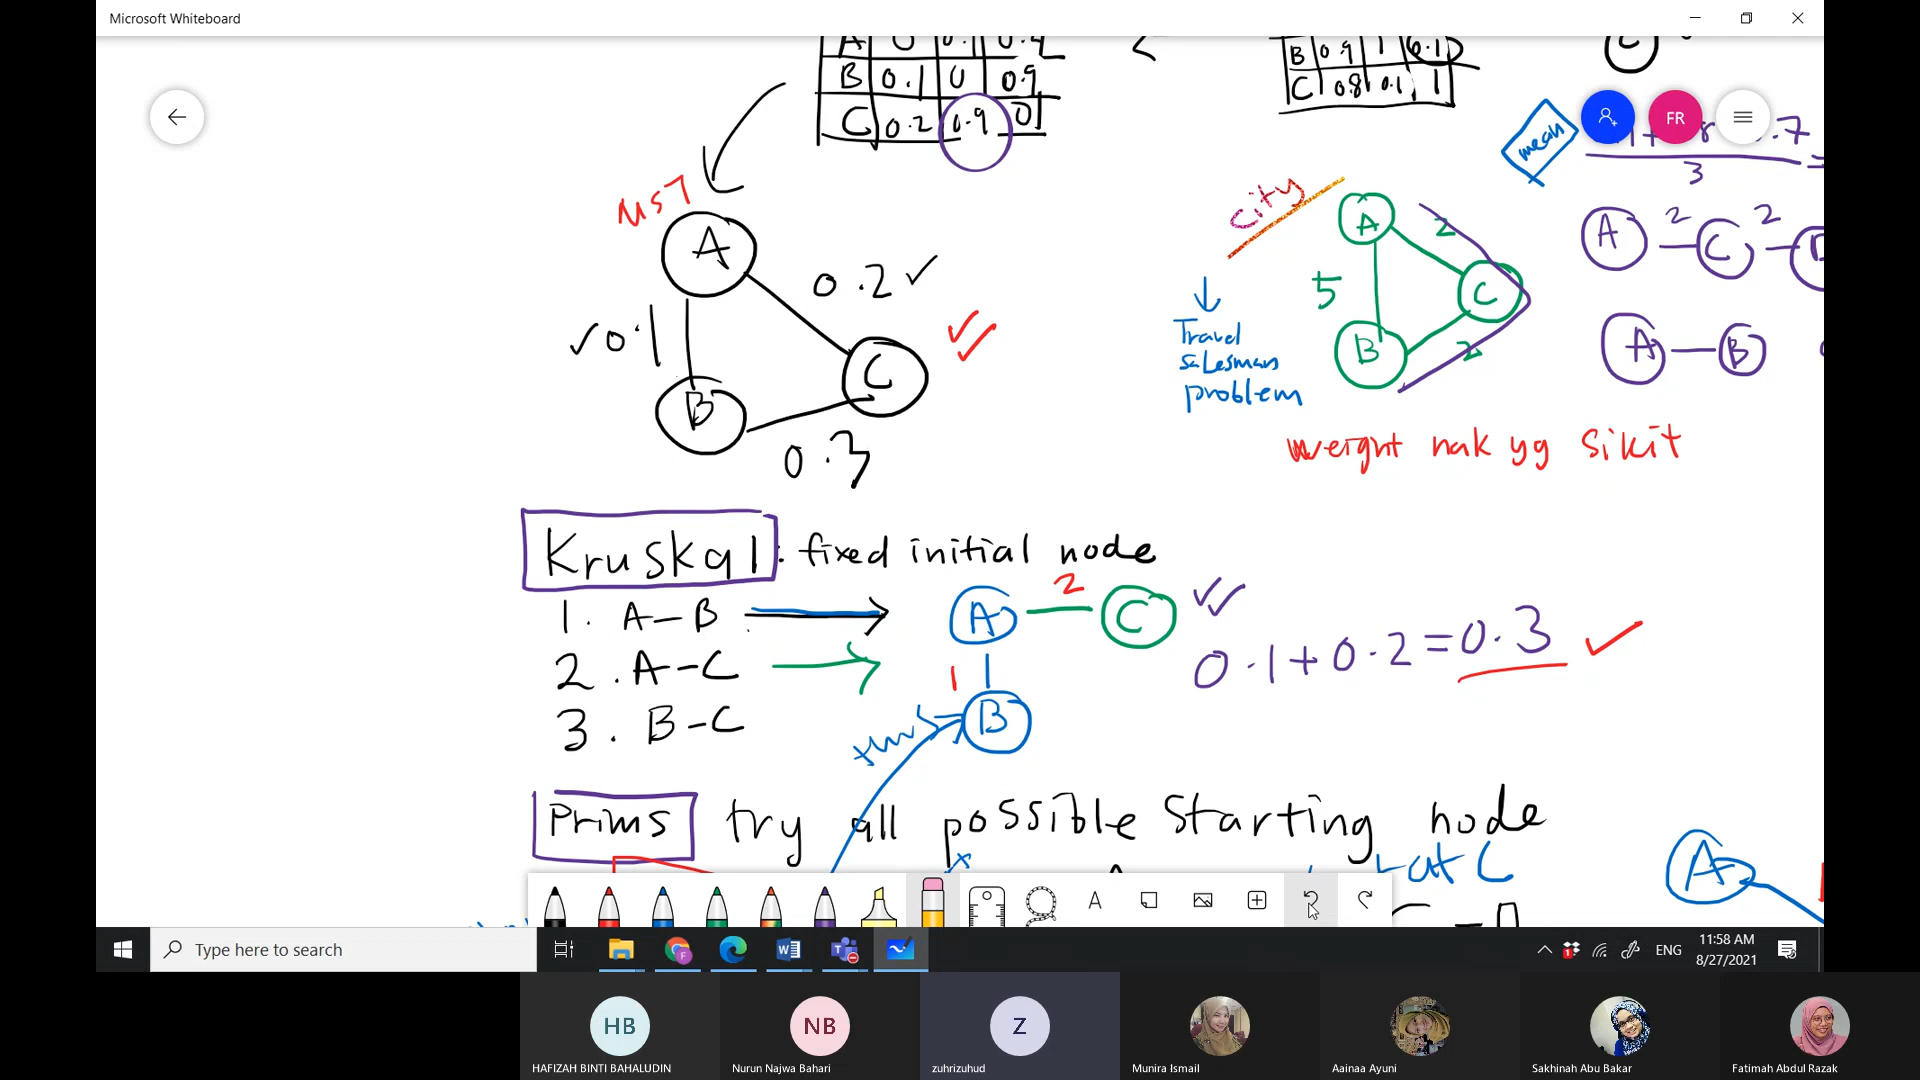 Microsoft Whiteboard
B 0.1 0 0.9
C 0.2 0.9 0
B 0.9 1 0.1
C 0.8 0.1 1
C
FR
mean
3
MST
A
0.2
0.1
C
B
0.3
city
A
2
5
C
B
2
Travel
salesman
problem
A 2 C 2
A B
weight nak yg sikit
Kruskal : fixed initial node
1. A-B
2. A-C
3. B-C
A 2 C
1
B
0.1+0.2=0.3
Prims try all possible starting node
A
Type here to search
ENG
11:58 AM
8/27/2021
HB
HAFIZAH BINTI BAHALUDIN
NB
Nurun Najwa Bahari
Z
zuhrizuhud
Munira Ismail
Aainaa Ayuni
Sakhinah Abu Bakar
Fatimah Abdul Razak